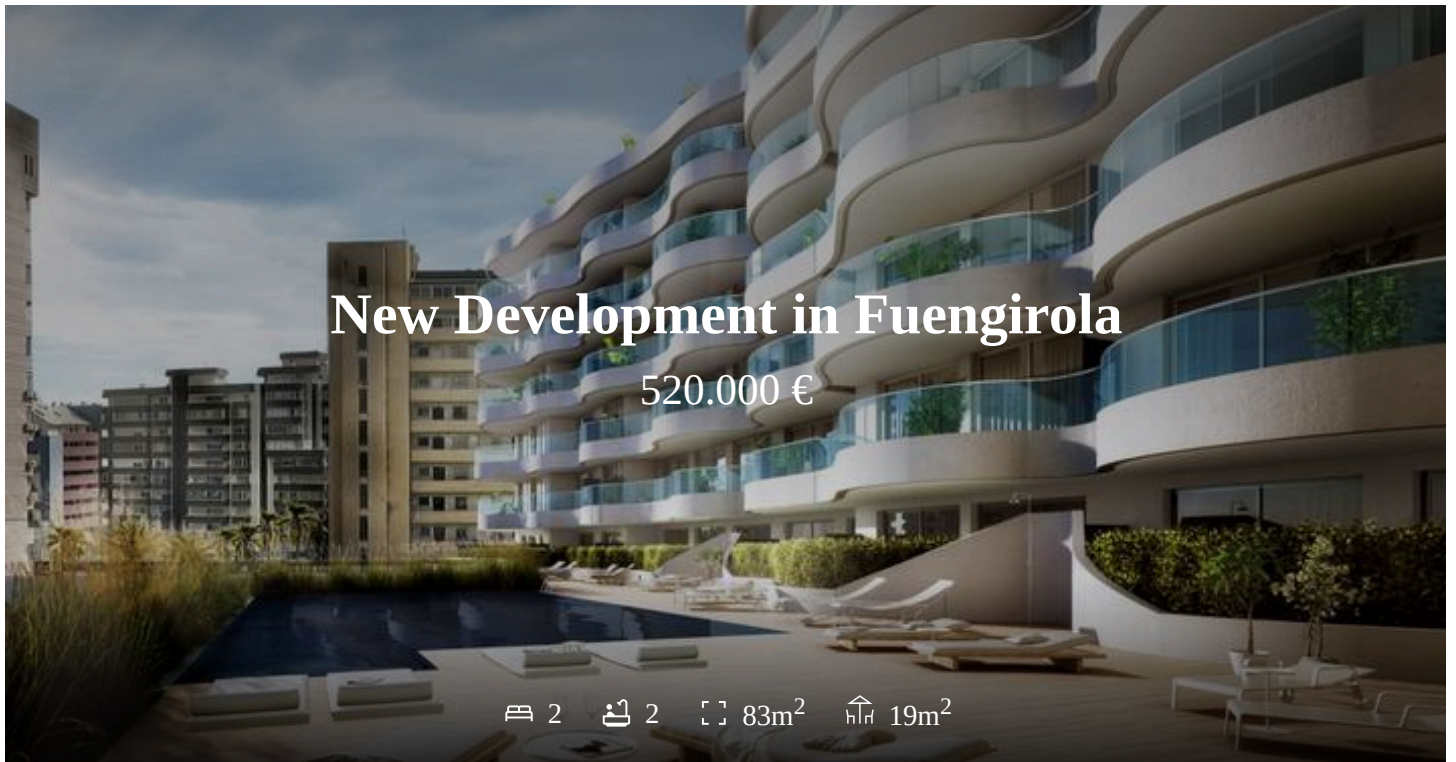 New Development in Fuengirola
520.000 €
2 2 83m² 19m²